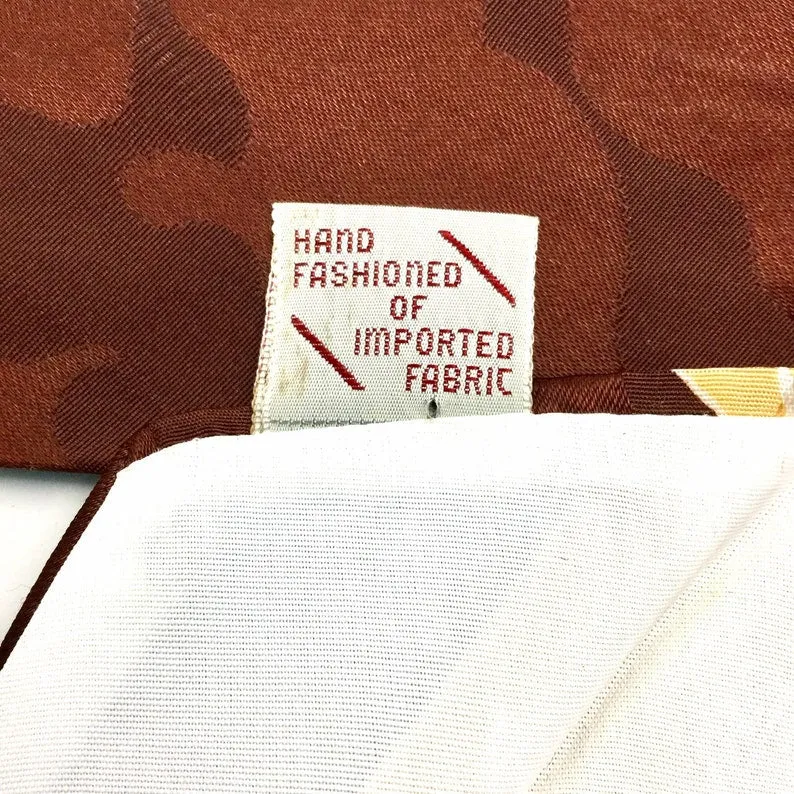 HAND
FASHIONED
OF
IMPORTED
FABRIC